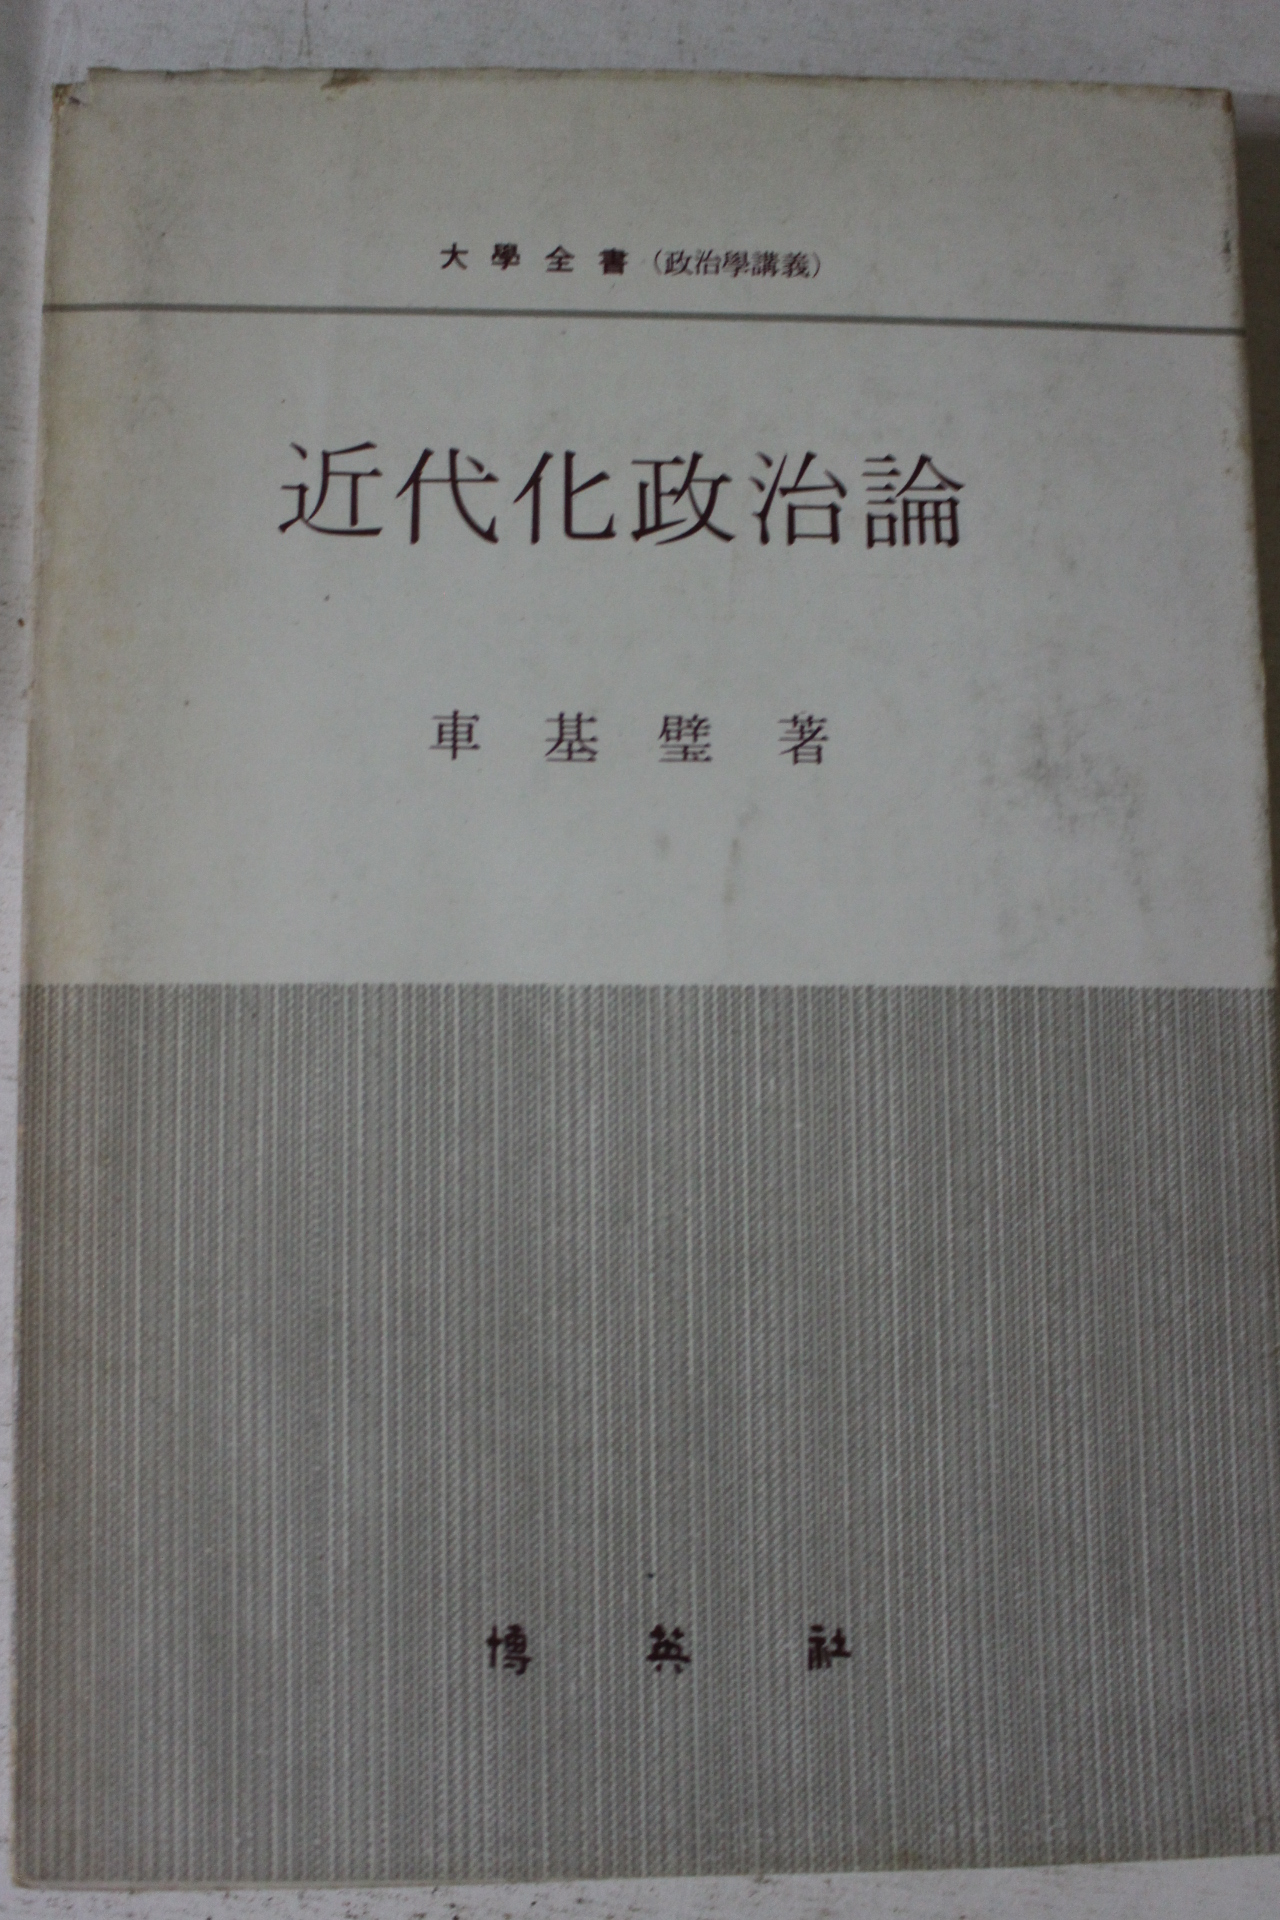 大學全書 (政治學講義)
近代化政治論
車基璧 著
博英社